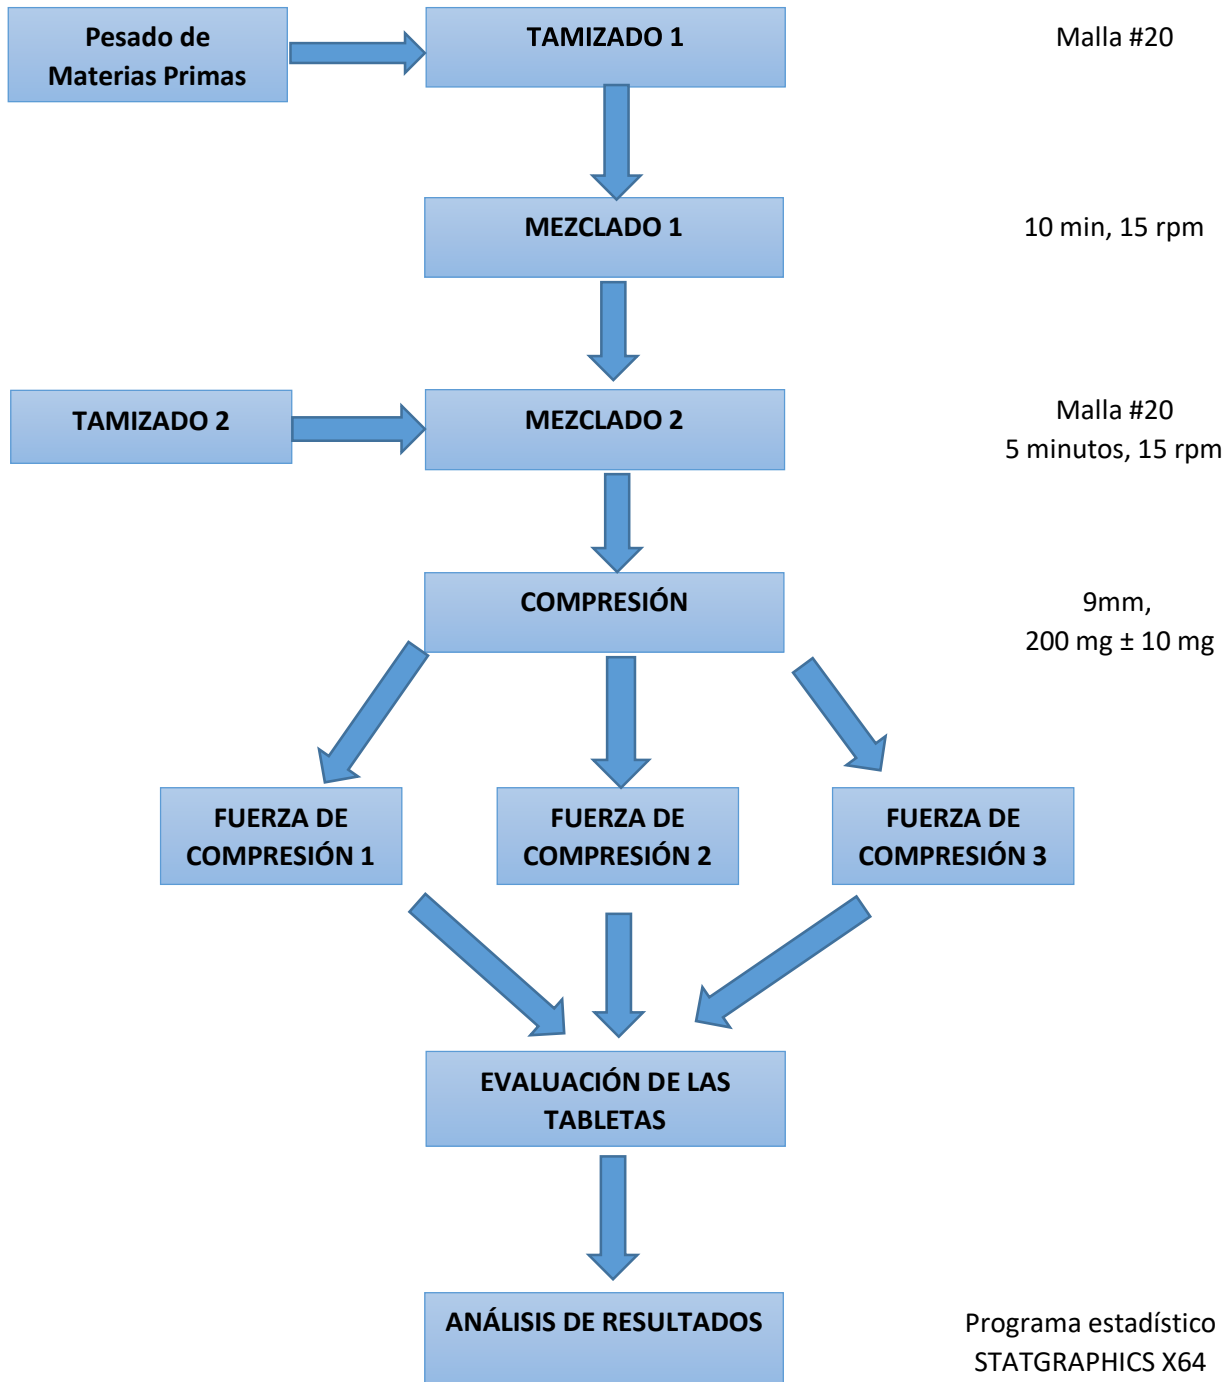 Pesado de
Materias Primas
TAMIZADO 1
Malla #20
MEZCLADO 1
10 min, 15 rpm
TAMIZADO 2
MEZCLADO 2
Malla #20
5 minutos, 15 rpm
COMPRESIÓN
9mm,
200 mg ± 10 mg
FUERZA DE
COMPRESIÓN 1
FUERZA DE
COMPRESIÓN 2
FUERZA DE
COMPRESIÓN 3
EVALUACIÓN DE LAS
TABLETAS
ANÁLISIS DE RESULTADOS
Programa estadístico
STATGRAPHICS X64